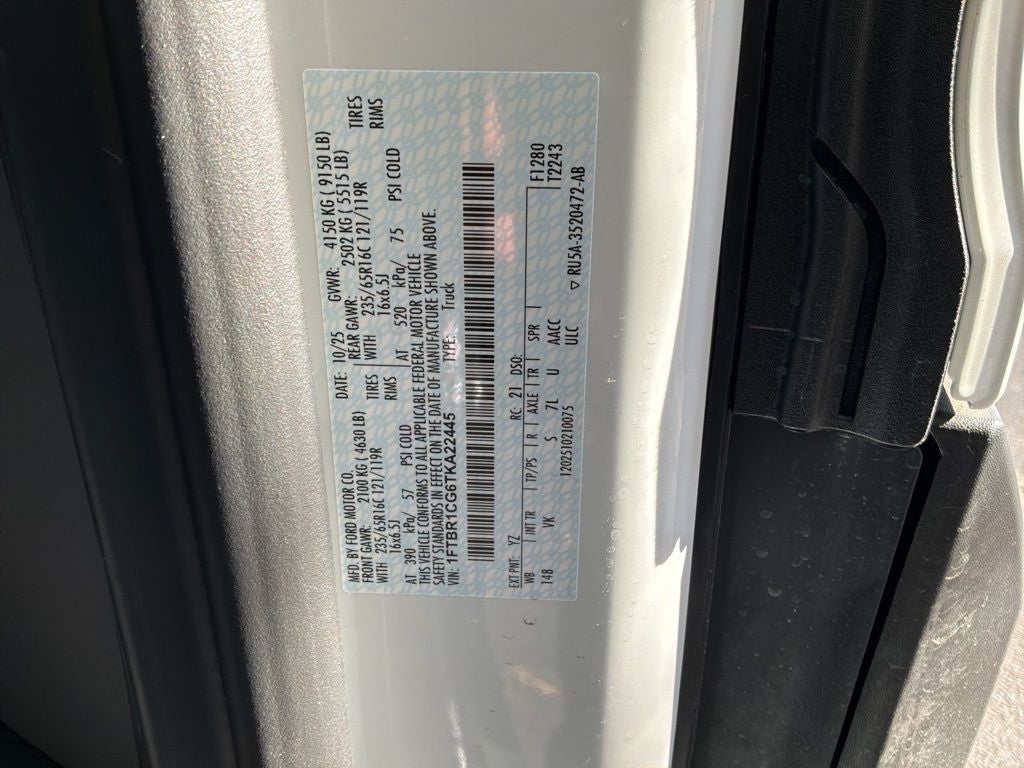 MFD. BY FORD MOTOR CO. DATE: 10/25 GVWR: 4150 KG ( 9150 LB)
FRONT GAWR: 2100 KG ( 4630 LB) REAR GAWR: 2502 KG ( 5515 LB)
WITH 235/65R16C 121/119R TIRES WITH 235/65R16C 121/119R TIRES
16x6.5J RIMS 16x6.5J RIMS
AT 390 kPa/ 57 PSI COLD AT 520 kPa/ 75 PSI COLD
THIS VEHICLE CONFORMS TO ALL APPLICABLE FEDERAL MOTOR VEHICLE
SAFETY STANDARDS IN EFFECT ON THE DATE OF MANUFACTURE SHOWN ABOVE.
VIN: 1FTBR1CG6TKA22445 TYPE: Truck
EXT PNT: YZ RC: 21 DSO: F1280
WB INT TR TP/PS R AXLE TR SPR T2243
148 VK S 7L U AACC
1202510210075 ULC ▽ RU5A-3520472-AB